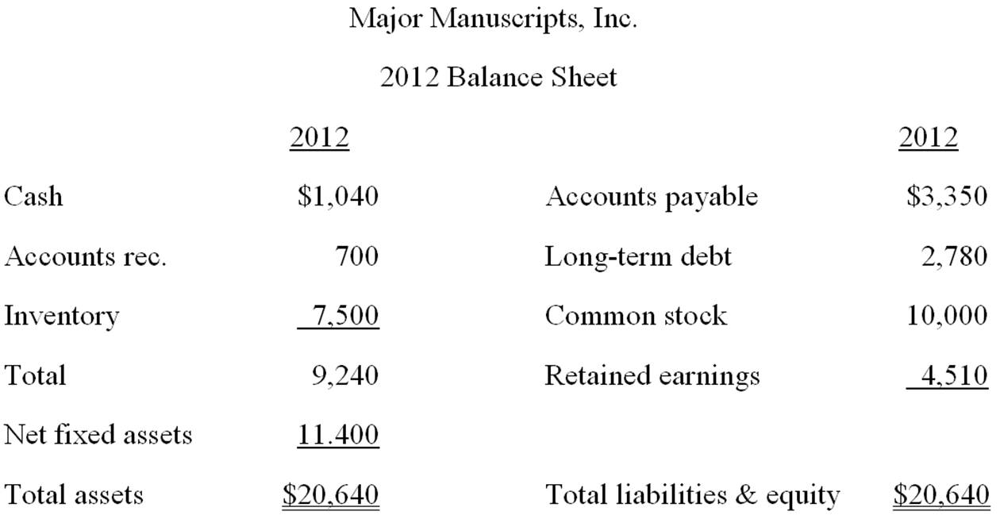 Major Manuscripts, Inc.
2012 Balance Sheet
2012 2012
Cash $1,040 Accounts payable $3,350
Accounts rec. 700 Long-term debt 2,780
Inventory 7,500 Common stock 10,000
Total 9,240 Retained earnings 4,510
Net fixed assets 11.400
Total assets $20,640 Total liabilities & equity $20,640